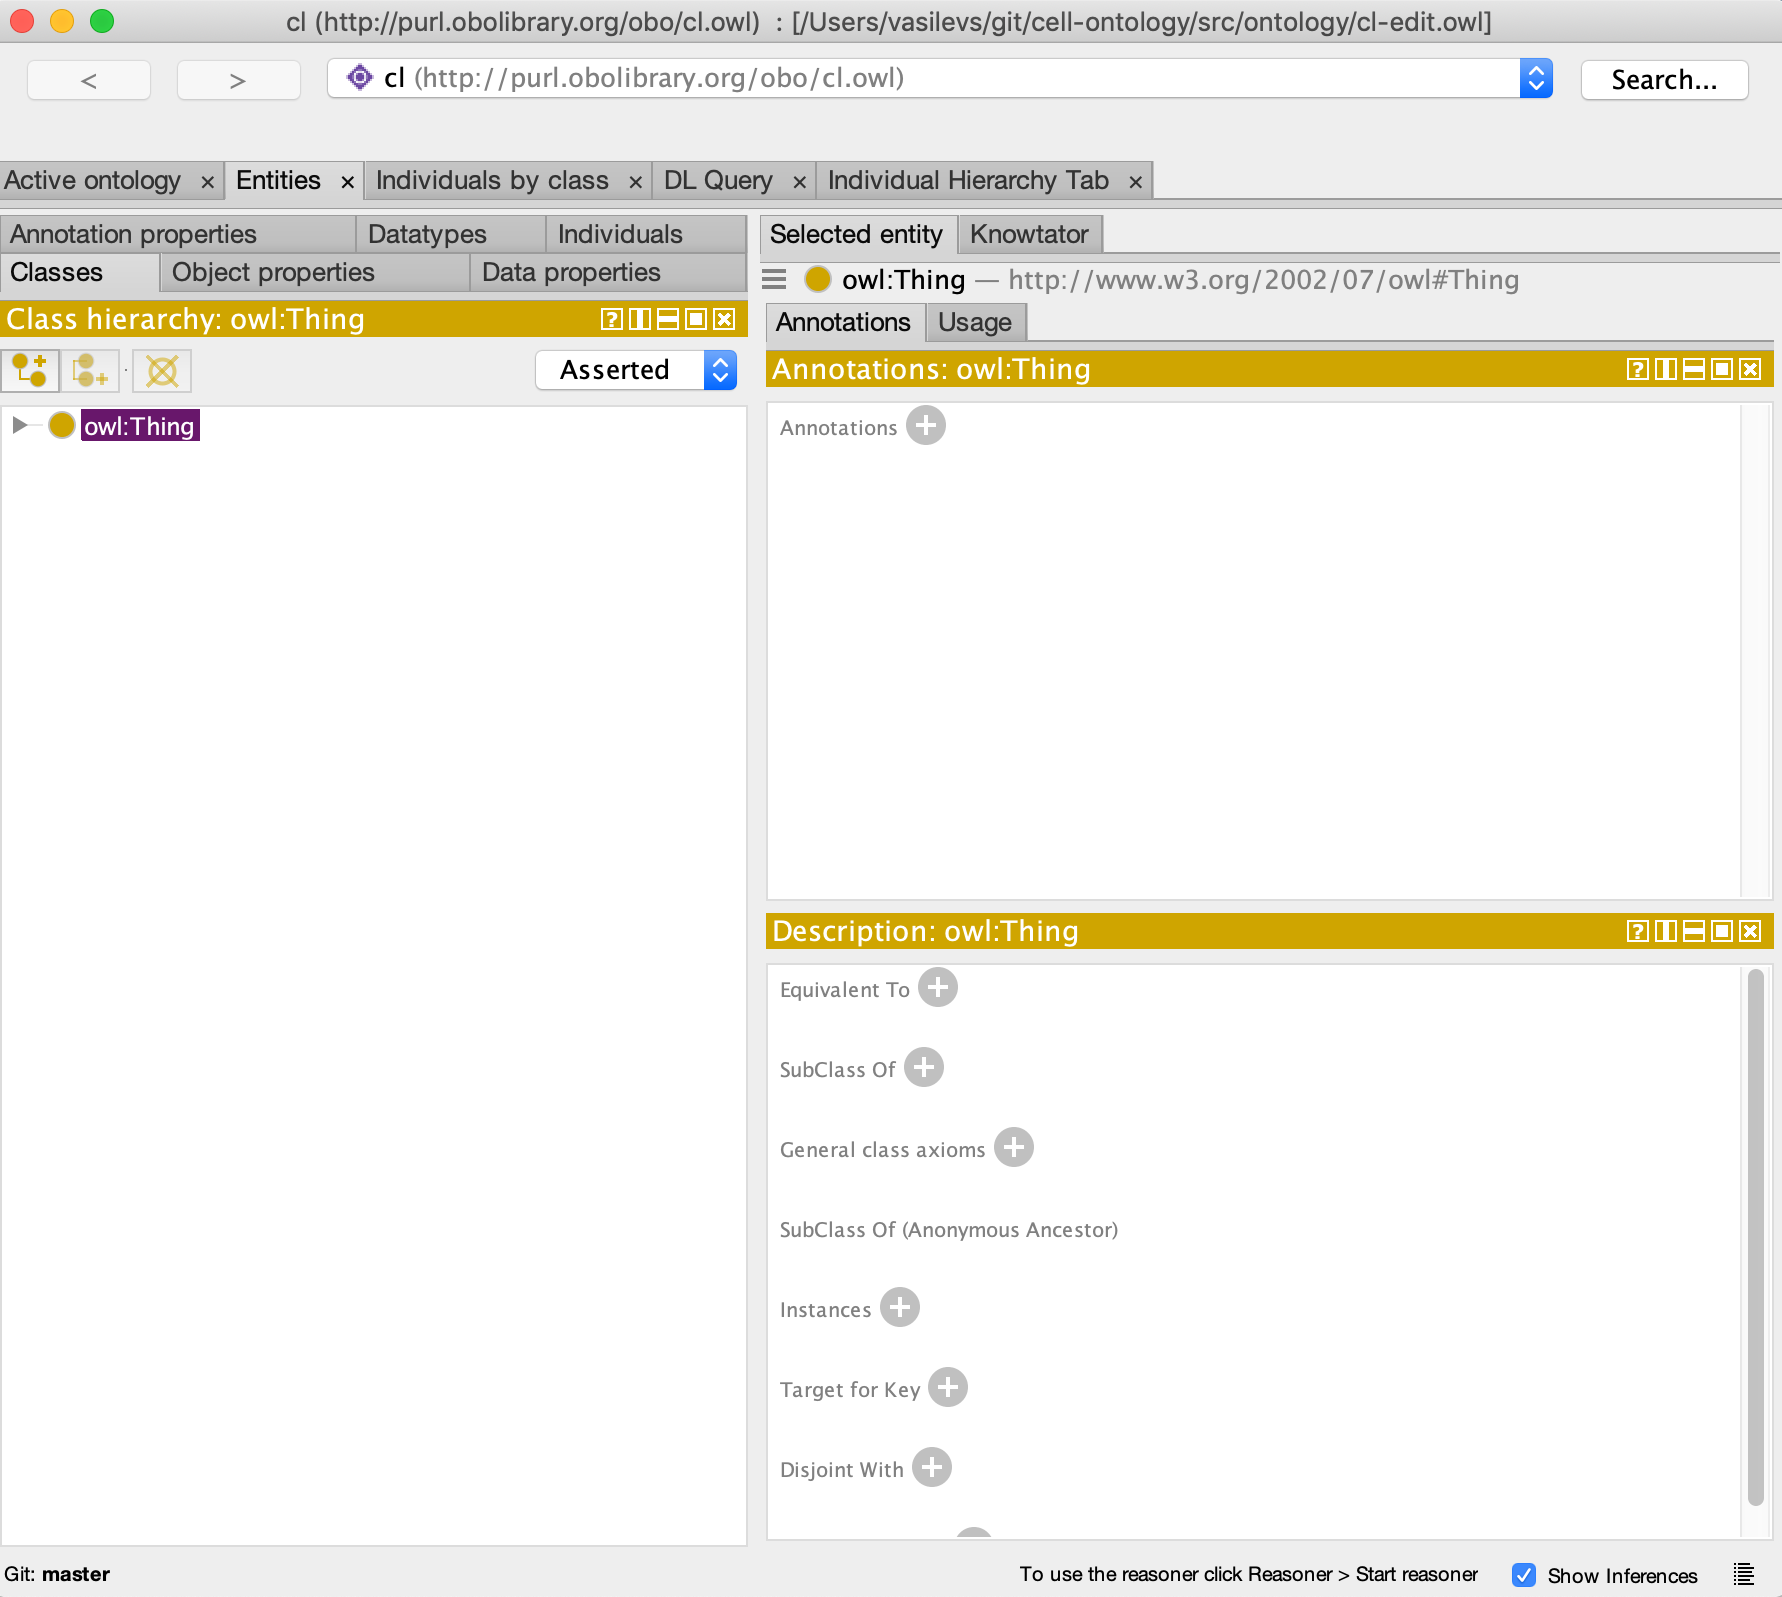 cl (http://purl.obolibrary.org/obo/cl.owl) : [/Users/vasilevs/git/cell-ontology/src/ontology/cl-edit.owl]
< > cl (http://purl.obolibrary.org/obo/cl.owl) Search...
Active ontology × Entities × Individuals by class × DL Query × Individual Hierarchy Tab ×
Annotation properties Datatypes Individuals
Classes Object properties Data properties
Class hierarchy: owl:Thing
Asserted
owl:Thing
Selected entity Knowtator
owl:Thing — http://www.w3.org/2002/07/owl#Thing
Annotations Usage
Annotations: owl:Thing
Annotations
Description: owl:Thing
Equivalent To
SubClass Of
General class axioms
SubClass Of (Anonymous Ancestor)
Instances
Target for Key
Disjoint With
Git: master
To use the reasoner click Reasoner > Start reasoner Show Inferences